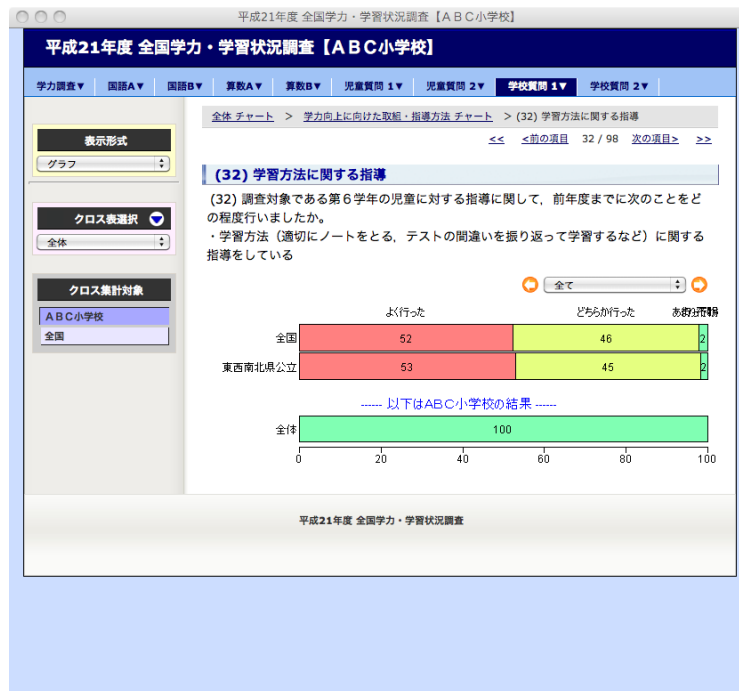 平成21年度 全国学力・学習状況調査【ＡＢＣ小学校】
平成21年度 全国学力・学習状況調査【ＡＢＣ小学校】
学力調査▼ 国語A▼ 国語B▼ 算数A▼ 算数B▼ 児童質問 1▼ 児童質問 2▼ 学校質問 1▼ 学校質問 2▼
全体 チャート > 学力向上に向けた取組・指導方法 チャート > (32) 学習方法に関する指導
<< <前の項目 32 / 98 次の項目> >>
表示形式
グラフ
クロス表選択
全体
クロス集計対象
ＡＢＣ小学校
全国
(32) 学習方法に関する指導
(32) 調査対象である第６学年の児童に対する指導に関して，前年度までに次のことをど
の程度行いましたか。
・学習方法（適切にノートをとる，テストの間違いを振り返って学習するなど）に関する
指導をしている
全て
よく行った どちらか行った
全国 52 46 2
東西南北県公立 53 45 2
------ 以下はＡＢＣ小学校の結果 ------
全体 100
0 20 40 60 80 100
平成21年度 全国学力・学習状況調査